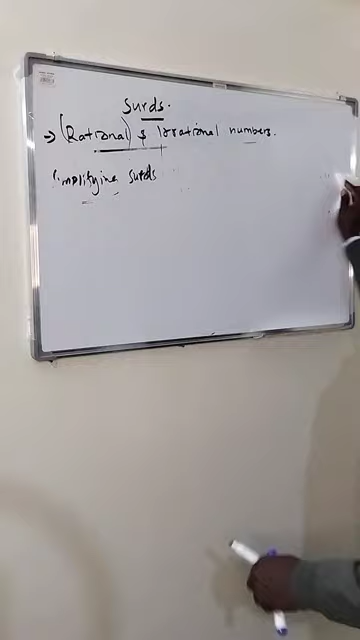 Surds.
→ (Rational) & Irrational numbers.
Simplifying surds